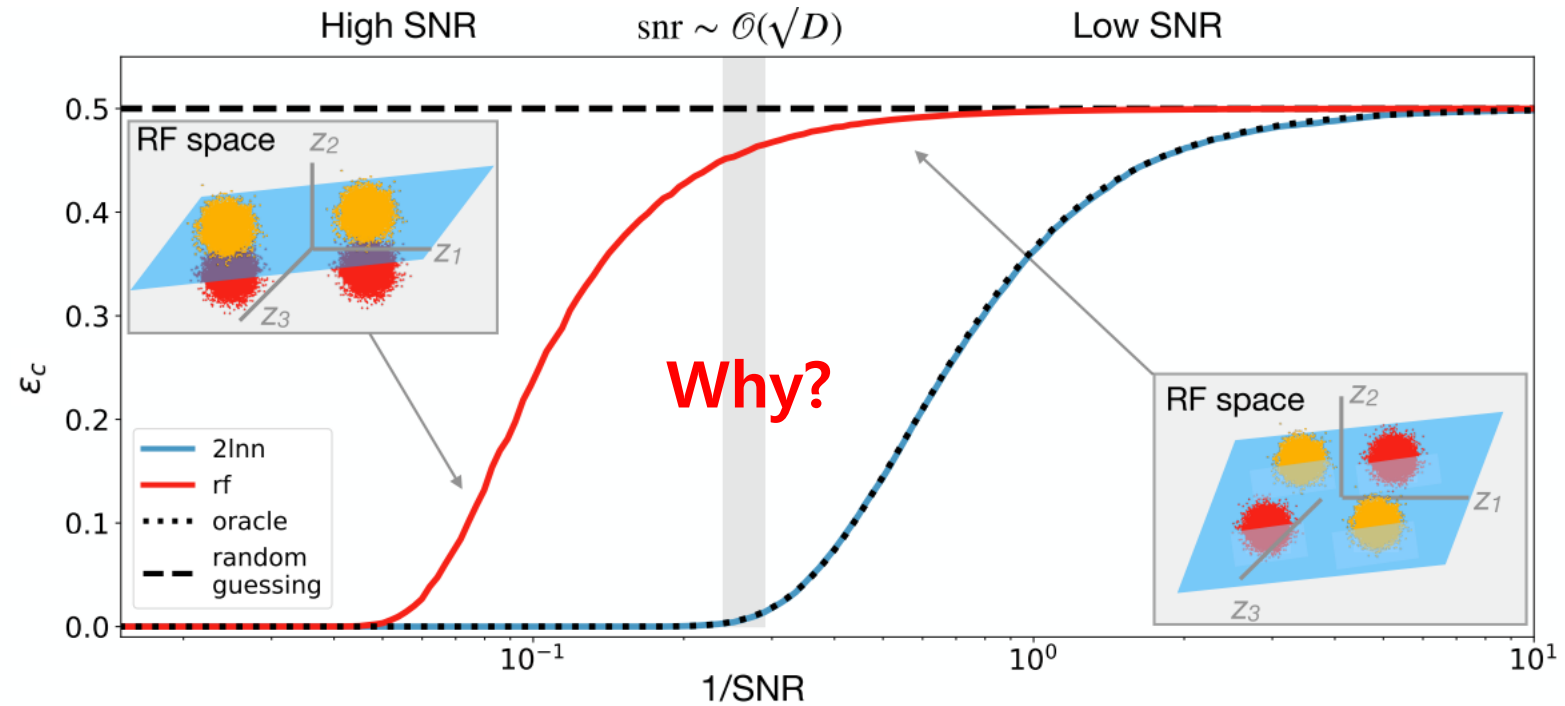 High SNR
snr ~ 𝒪(√D)
Low SNR
0.5
0.4
0.3
0.2
0.1
0.0
ε_c
RF space
z₂
z₁
z₃
Why?
2lnn
rf
oracle
random
guessing
RF space
z₂
z₁
z₃
10⁻¹
10⁰
10¹
1/SNR